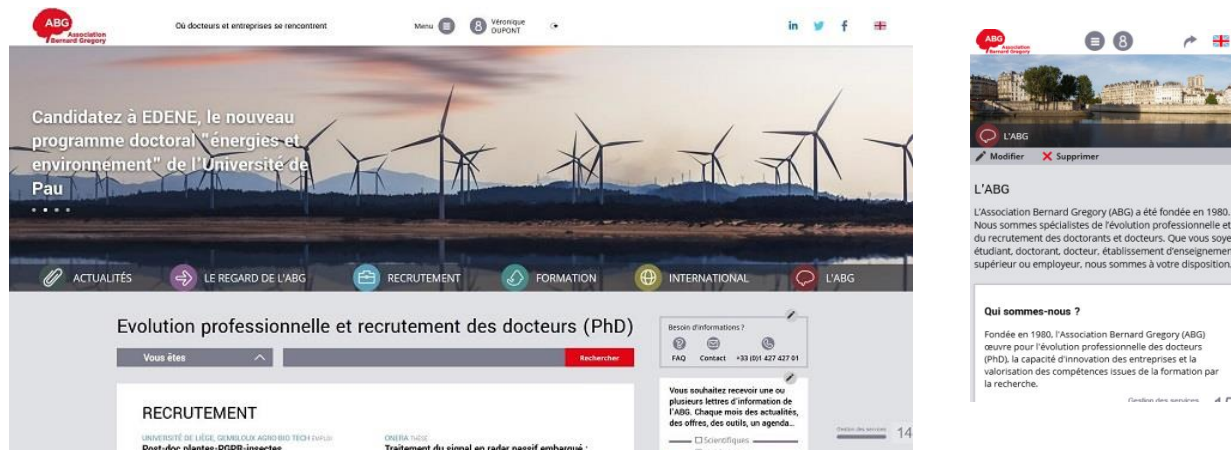 ABG
Association
Bernard Gregory
Où docteurs et entreprises se rencontrent
Menu
Véronique
DUPONT
in
f
Candidatez à EDENE, le nouveau
programme doctoral "énergies et
environnement" de l'Université de
Pau
ACTUALITÉS
LE REGARD DE L'ABG
RECRUTEMENT
FORMATION
INTERNATIONAL
L'ABG
Evolution professionnelle et recrutement des docteurs (PhD)
Vous êtes
Rechercher
Besoin d'informations ?
FAQ Contact +33 (0)1 427 427 01
RECRUTEMENT
UNIVERSITÉ DE LIÈGE, GEMBLOUX AGRO-BIO TECH EMPLOI
Post-doc plantes-PGPR-insectes
ONERA THÈSE
Traitement du signal en radar passif embarqué :
Vous souhaitez recevoir une ou
plusieurs lettres d'information de
l'ABG. Chaque mois des actualités,
des offres, des outils, un agenda...
Scientifiques
Gestion des services
14
ABG
Association
Bernard Gregory
L'ABG
Modifier
Supprimer
L'ABG
L'Association Bernard Gregory (ABG) a été fondée en 1980.
Nous sommes spécialistes de l'évolution professionnelle et
du recrutement des doctorants et docteurs. Que vous soye
étudiant, doctorant, docteur, établissement d'enseignemen
supérieur ou employeur, nous sommes à votre disposition.
Qui sommes-nous ?
Fondée en 1980, l'Association Bernard Gregory (ABG)
œuvre pour l'évolution professionnelle des docteurs
(PhD), la capacité d'innovation des entreprises et la
valorisation des compétences issues de la formation par
la recherche.
Gestion des services